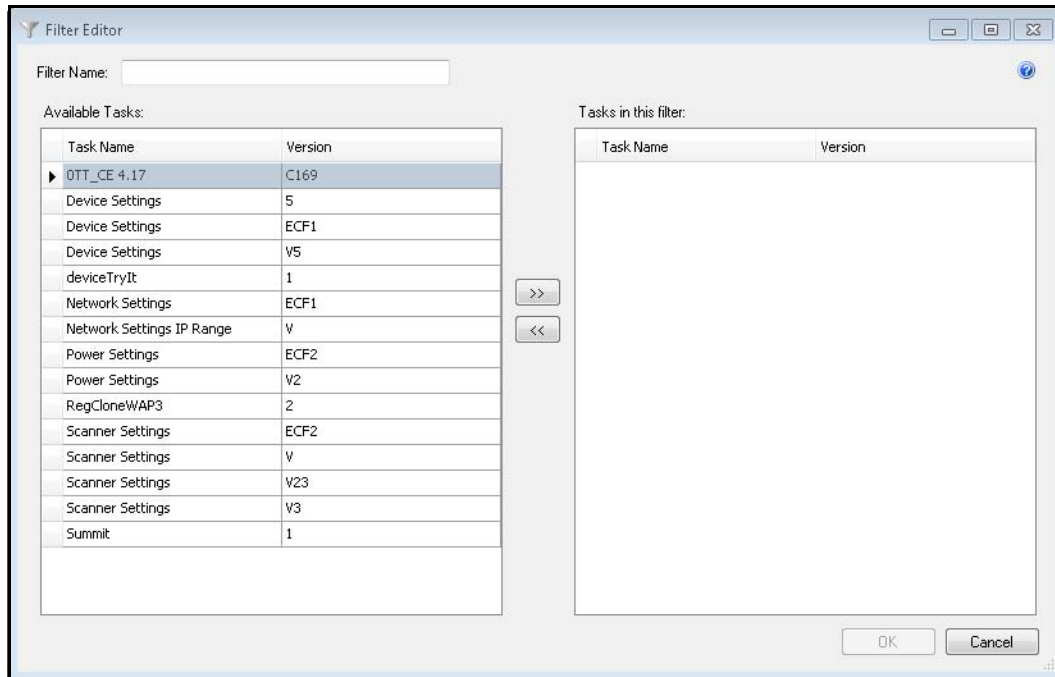 Filter Editor
Filter Name:
Available Tasks:
Task Name Version
OTT_CE 4.17 C169
Device Settings 5
Device Settings ECF1
Device Settings V5
deviceTryIt 1
Network Settings ECF1
Network Settings IP Range V
Power Settings ECF2
Power Settings V2
RegCloneWAP3 2
Scanner Settings ECF2
Scanner Settings V
Scanner Settings V23
Scanner Settings V3
Summit 1
>>
<<
Tasks in this filter:
Task Name Version
OK Cancel